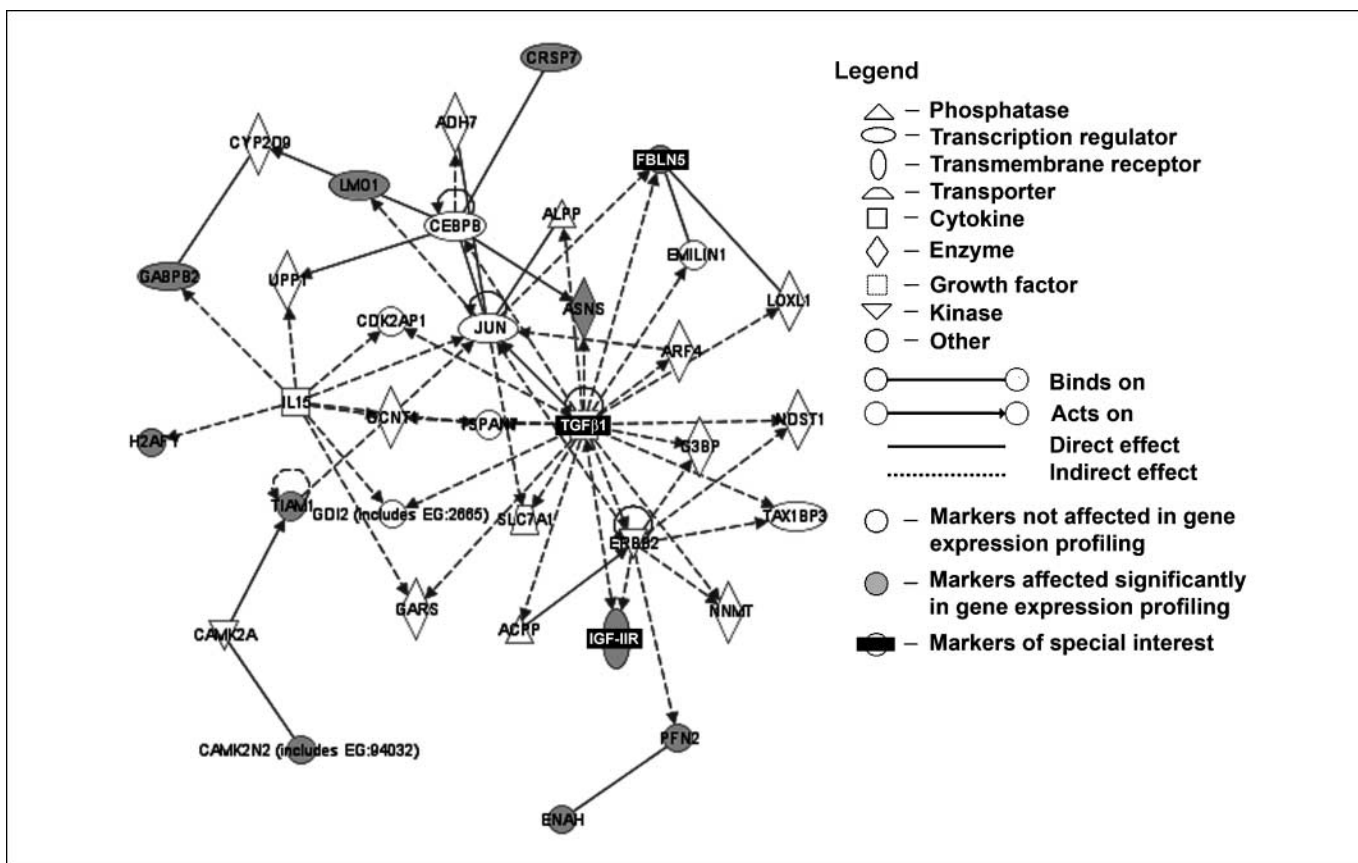 CRSP7
ADH7
CYP2D9
FBLN5
LMO1
ALPP
CEBPB
EMILIN1
GABPB2
UPP1
LOXL1
ASNS
CDK2AP1
JUN
ARF4
IL15
GCNT1
TSPAN7
TGFβ1
NDST1
H2AFY
G3BP
TIAM1
GDI2 (includes EG:2665)
SLC7A1
TAX1BP3
ERBB2
GARS
NNMT
CAMK2A
ACPP
IGF-IIR
PFN2
CAMK2N2 (includes EG:94032)
ENAH
Legend
– Phosphatase
– Transcription regulator
– Transmembrane receptor
– Transporter
– Cytokine
– Enzyme
– Growth factor
– Kinase
– Other
Binds on
Acts on
Direct effect
Indirect effect
– Markers not affected in gene
expression profiling
– Markers affected significantly
in gene expression profiling
– Markers of special interest